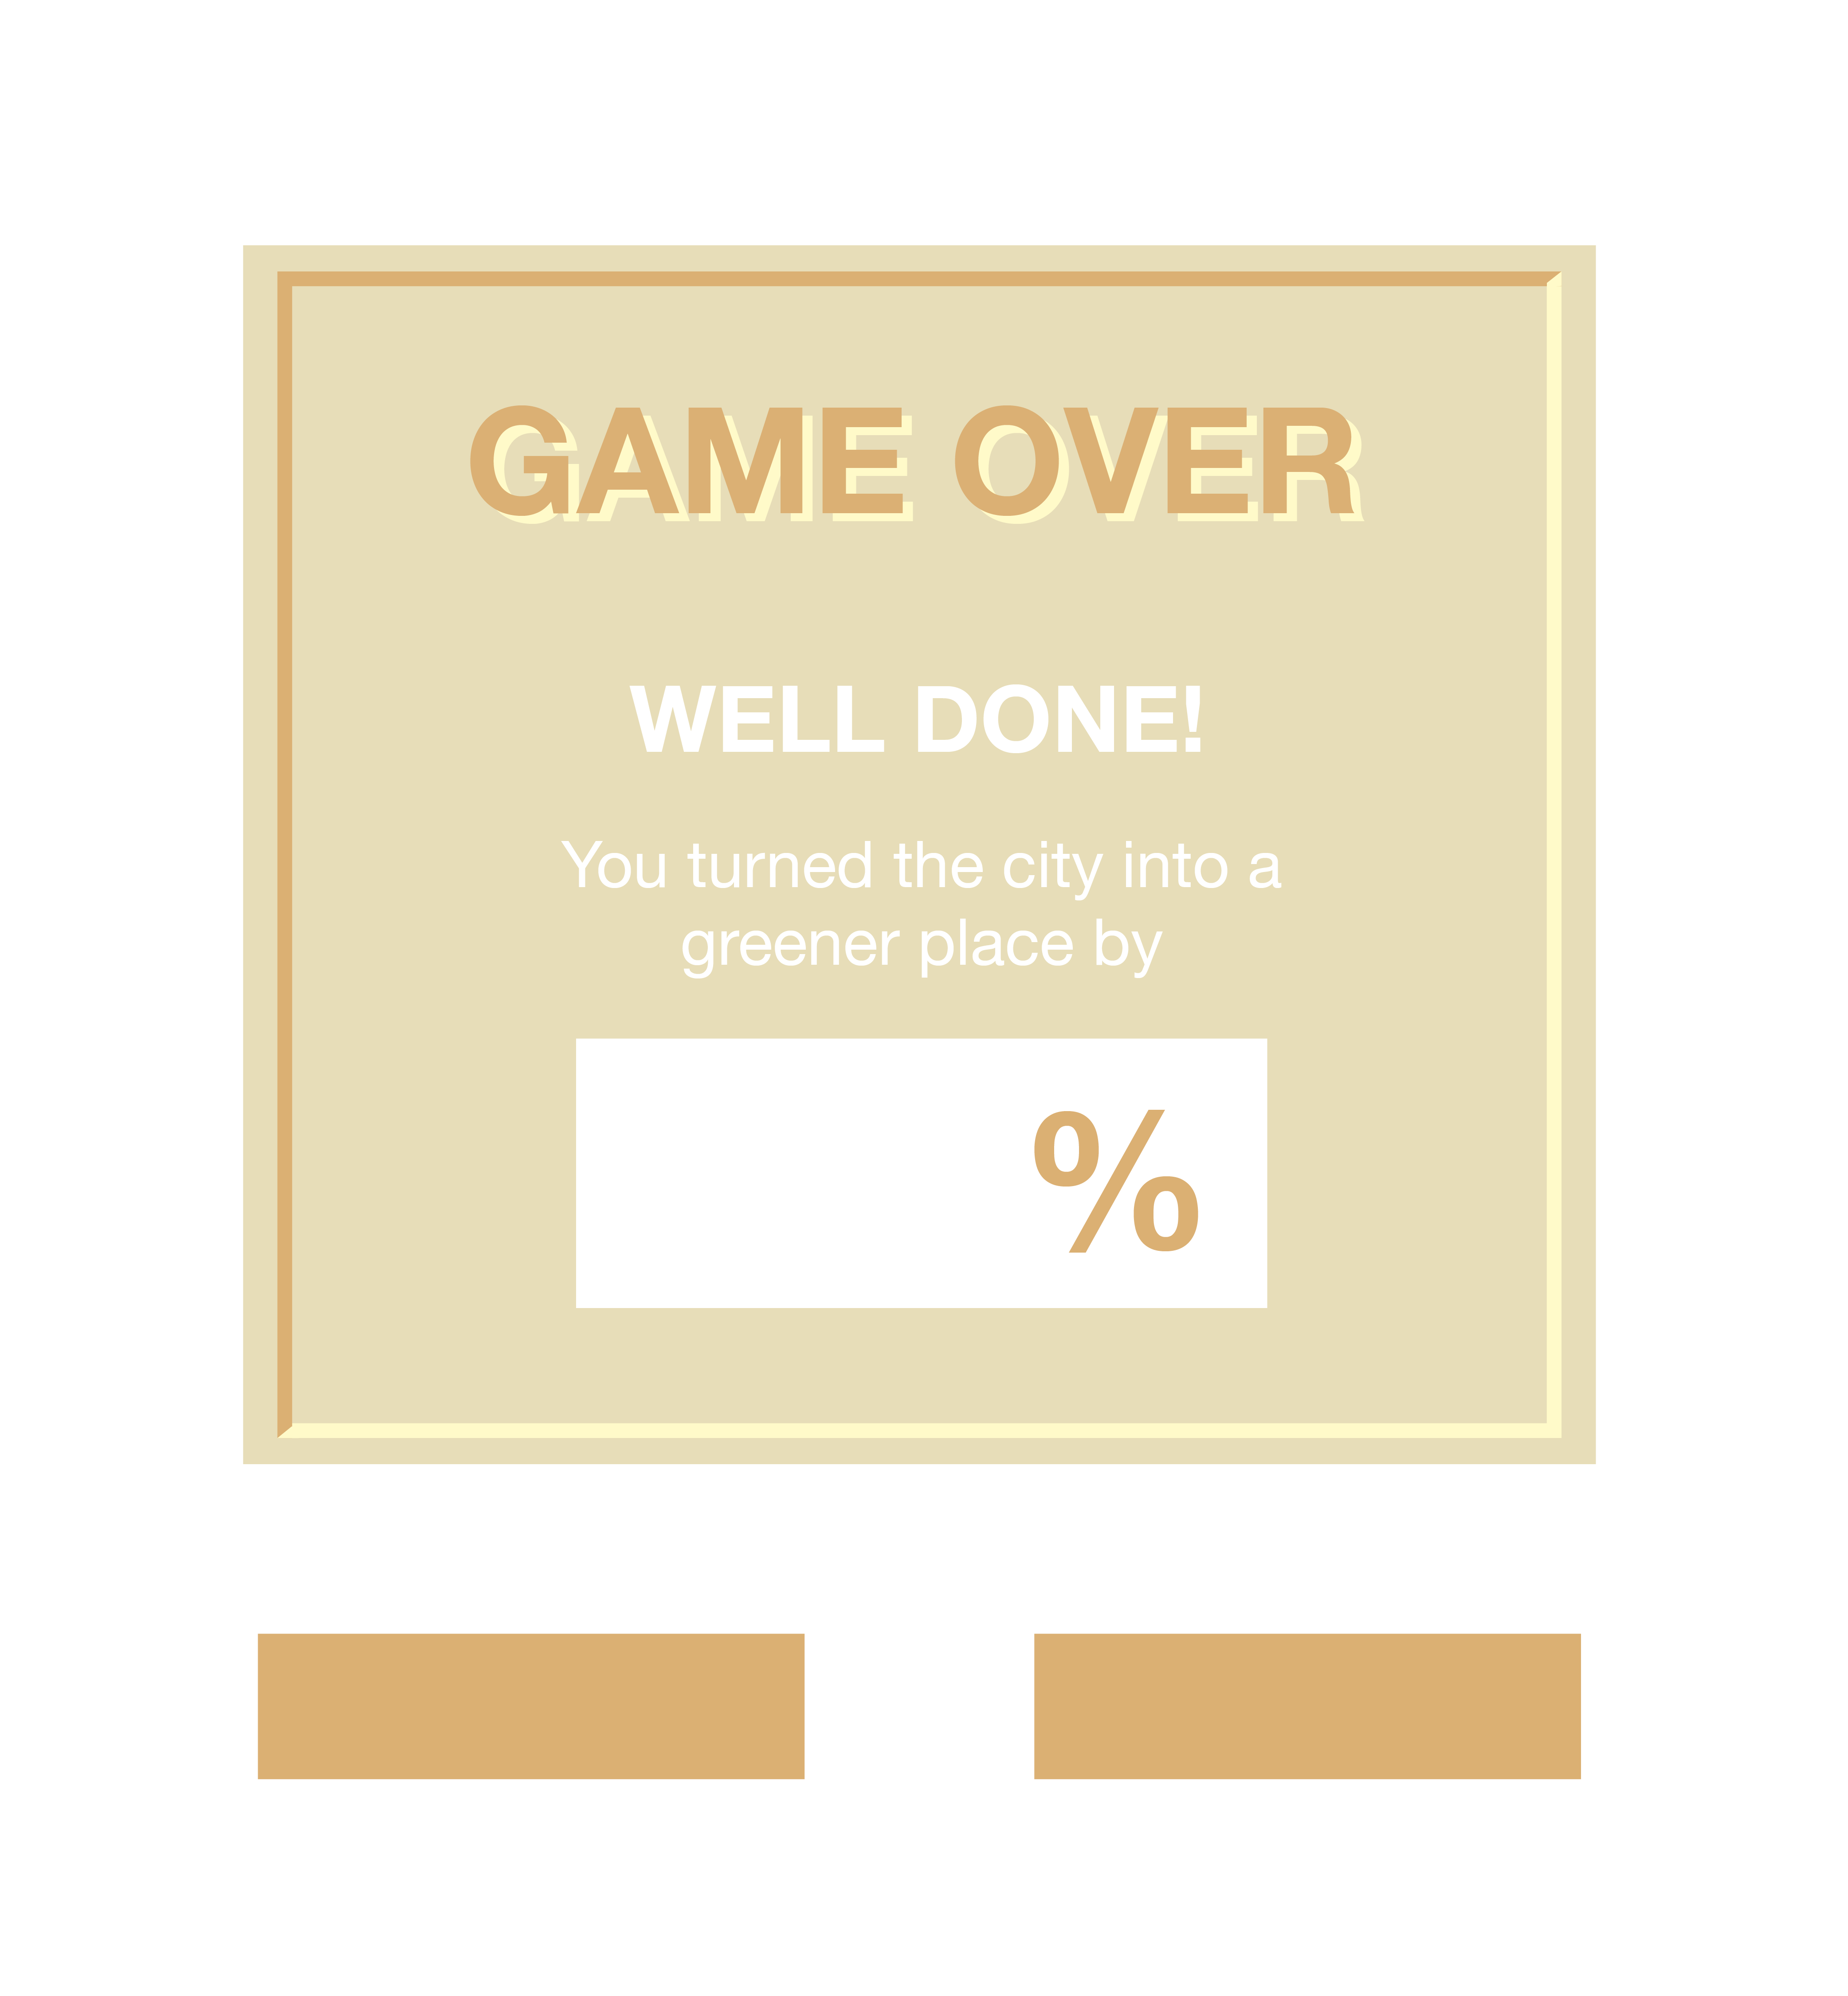 GAME OVER
WELL DONE!
You turned the city into a
greener place by
%